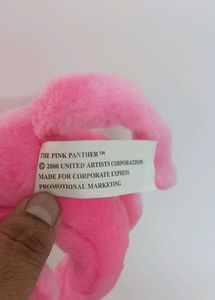 THE PINK PANTHER™
© 2000 UNITED ARTISTS CORPORATION
MADE FOR CORPORATE EXPRESS
PROMOTIONAL MARKETING